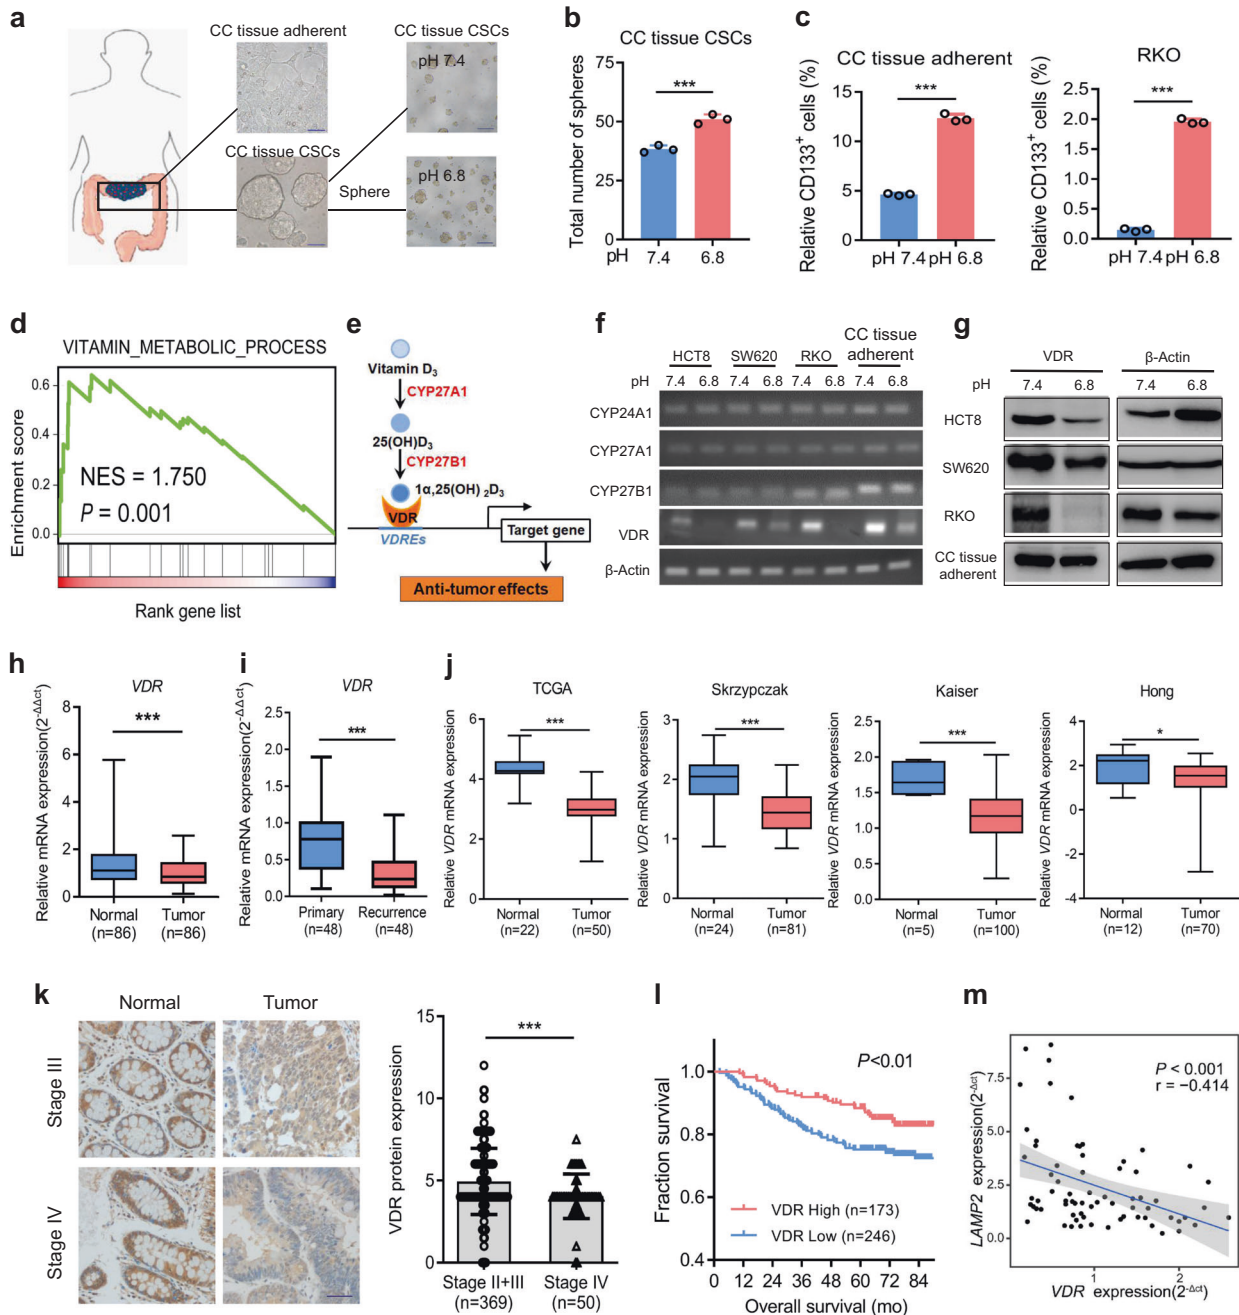 a
CC tissue adherent
CC tissue CSCs
pH 7.4
CC tissue CSCs
Sphere
pH 6.8
b
CC tissue CSCs
Total number of spheres
75
50
25
0
***
pH
7.4
6.8
c
CC tissue adherent
Relative CD133+ cells (%)
15
10
5
0
***
pH 7.4
pH 6.8
RKO
Relative CD133+ cells (%)
2.5
2.0
1.5
1.0
0.5
0.0
***
pH 7.4
pH 6.8
d
VITAMIN_METABOLIC_PROCESS
Enrichment score
0.6
0.4
0.2
0.0
NES = 1.750
P = 0.001
Rank gene list
e
Vitamin D3
CYP27A1
25(OH)D3
CYP27B1
1α,25(OH) 2D3
VDR
VDREs
Target gene
Anti-tumor effects
f
HCT8
SW620
RKO
CC tissue
adherent
pH
7.4 6.8 7.4 6.8 7.4 6.8 7.4 6.8
CYP24A1
CYP27A1
CYP27B1
VDR
β-Actin
g
VDR
β-Actin
pH
7.4 6.8 7.4 6.8
HCT8
SW620
RKO
CC tissue
adherent
h
VDR
Relative mRNA expression(2-ΔΔct)
8
6
4
2
0
***
Normal
(n=86)
Tumor
(n=86)
i
VDR
Relative mRNA expression(2-ΔΔct)
2.0
1.5
1.0
0.5
0.0
***
Primary
(n=48)
Recurrence
(n=48)
j
TCGA
Relative VDR mRNA expression
6
4
2
0
***
Normal
(n=22)
Tumor
(n=50)
Skrzypczak
Relative VDR mRNA expression
3
2
1
0
***
Normal
(n=24)
Tumor
(n=81)
Kaiser
Relative VDR mRNA expression
2.5
2.0
1.5
1.0
0.5
0.0
***
Normal
(n=5)
Tumor
(n=100)
Hong
Relative VDR mRNA expression
4
2
0
-2
-4
*
Normal
(n=12)
Tumor
(n=70)
k
Normal
Tumor
Stage III
Stage IV
VDR protein expression
15
10
5
0
***
Stage II+III
(n=369)
Stage IV
(n=50)
l
P<0.01
Fraction survival
1.0
0.8
0.6
0.4
VDR High (n=173)
VDR Low (n=246)
0 12 24 36 48 60 72 84
Overall survival (mo)
m
P < 0.001
r = −0.414
LAMP2 expression(2-Δct)
7.5
5.0
2.5
0.0
1
2
VDR expression(2-Δct)